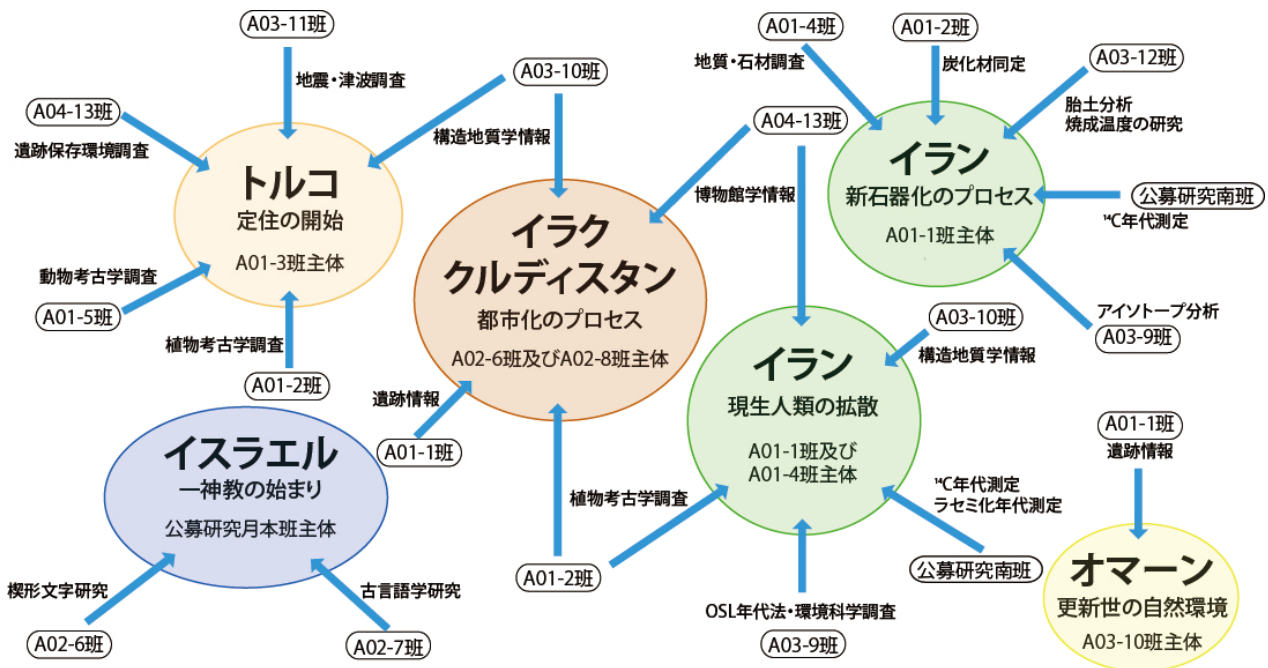 A03-11班
地震・津波調査
A03-10班
構造地質学情報
A04-13班
遺跡保存環境調査
トルコ
定住の開始
A01-3班主体
動物考古学調査
A01-5班
植物考古学調査
A01-2班
イラク
クルディスタン
都市化のプロセス
A02-6班及びA02-8班主体
遺跡情報
A01-1班
植物考古学調査
A01-2班
A04-13班
博物館学情報
A01-4班
地質・石材調査
A01-2班
炭化材同定
A03-12班
胎土分析
焼成温度の研究
イラン
新石器化のプロセス
A01-1班主体
公募研究南班
¹⁴C年代測定
アイソトープ分析
A03-9班
イラン
現生人類の拡散
A01-1班及び
A01-4班主体
A03-10班
構造地質学情報
¹⁴C年代測定
ラセミ化年代測定
公募研究南班
OSL年代法・環境科学調査
A03-9班
イスラエル
一神教の始まり
公募研究月本班主体
楔形文字研究
A02-6班
古言語学研究
A02-7班
A01-1班
遺跡情報
オマーン
更新世の自然環境
A03-10班主体